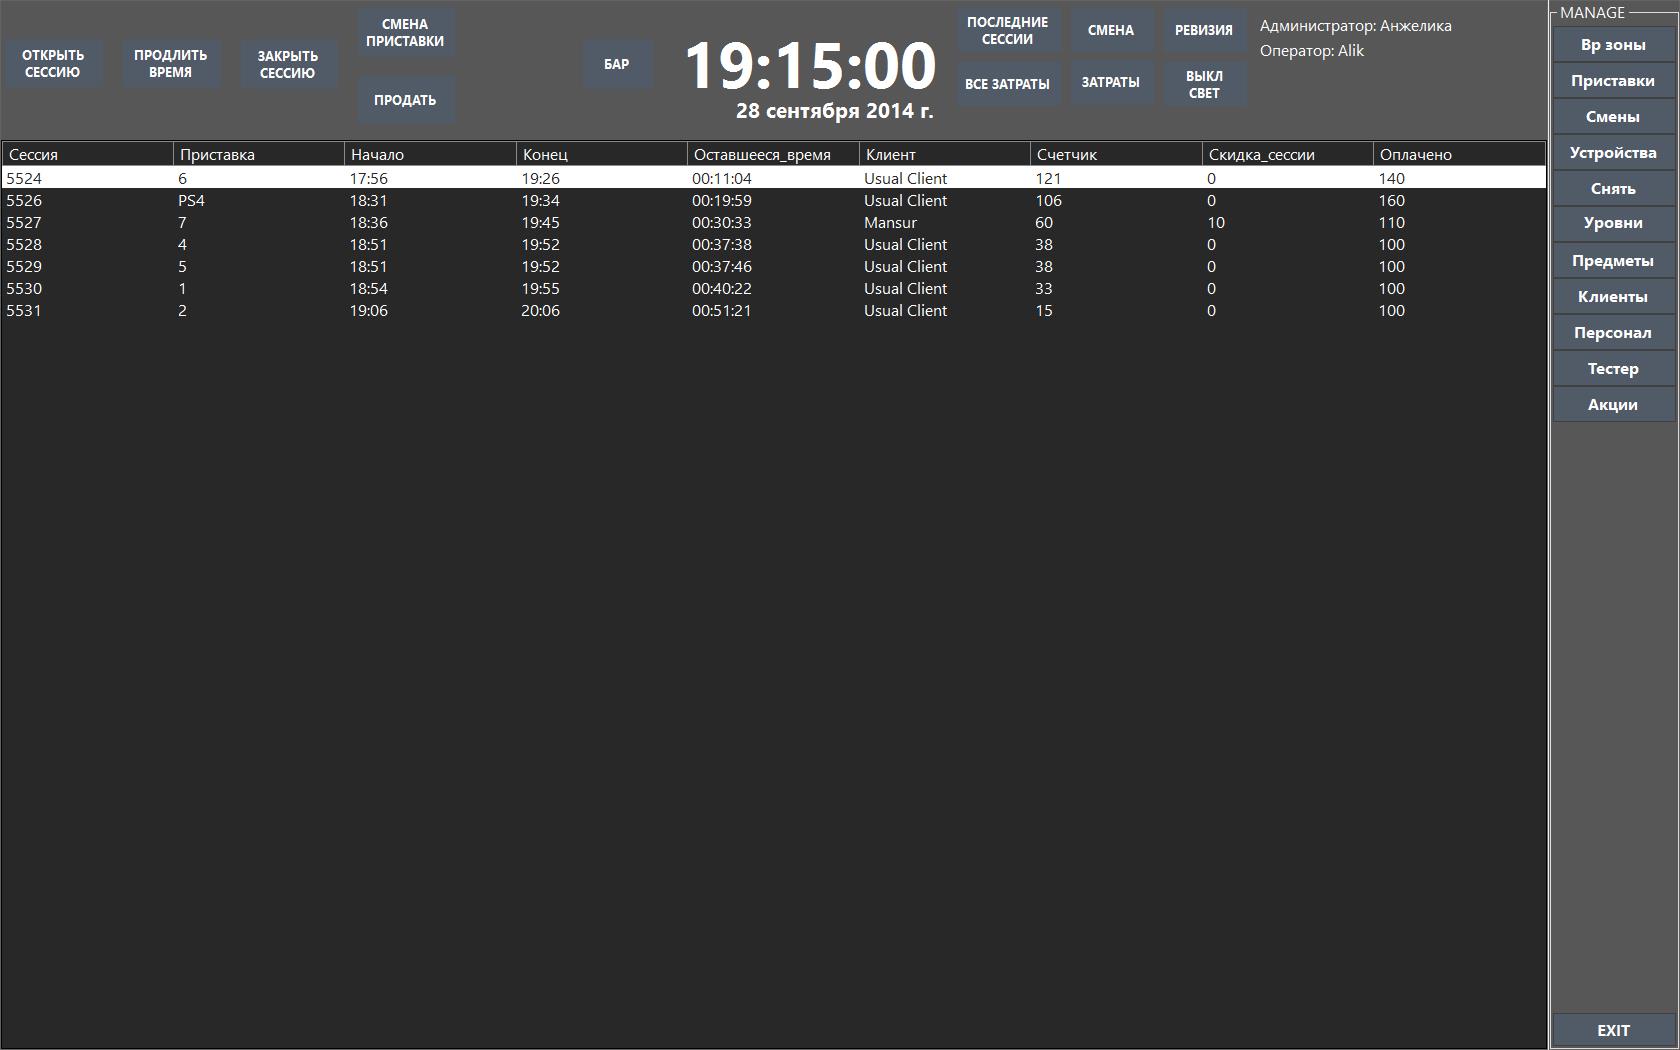 ОТКРЫТЬ
СЕССИЮ
ПРОДЛИТЬ
ВРЕМЯ
ЗАКРЫТЬ
СЕССИЮ
СМЕНА
ПРИСТАВКИ
ПРОДАТЬ
БАР
19:15:00
28 сентября 2014 г.
ПОСЛЕДНИЕ
СЕССИИ
СМЕНА
РЕВИЗИЯ
ВСЕ ЗАТРАТЫ
ЗАТРАТЫ
ВЫКЛ
СВЕТ
Администратор: Анжелика
Оператор: Alik
Сессия Приставка Начало Конец Оставшееся_время Клиент Счетчик Скидка_сессии Оплачено
5524 6 17:56 19:26 00:11:04 Usual Client 121 0 140
5526 PS4 18:31 19:34 00:19:59 Usual Client 106 0 160
5527 7 18:36 19:45 00:30:33 Mansur 60 10 110
5528 4 18:51 19:52 00:37:38 Usual Client 38 0 100
5529 5 18:51 19:52 00:37:46 Usual Client 38 0 100
5530 1 18:54 19:55 00:40:22 Usual Client 33 0 100
5531 2 19:06 20:06 00:51:21 Usual Client 15 0 100
MANAGE
Вр зоны
Приставки
Смены
Устройства
Снять
Уровни
Предметы
Клиенты
Персонал
Тестер
Акции
EXIT